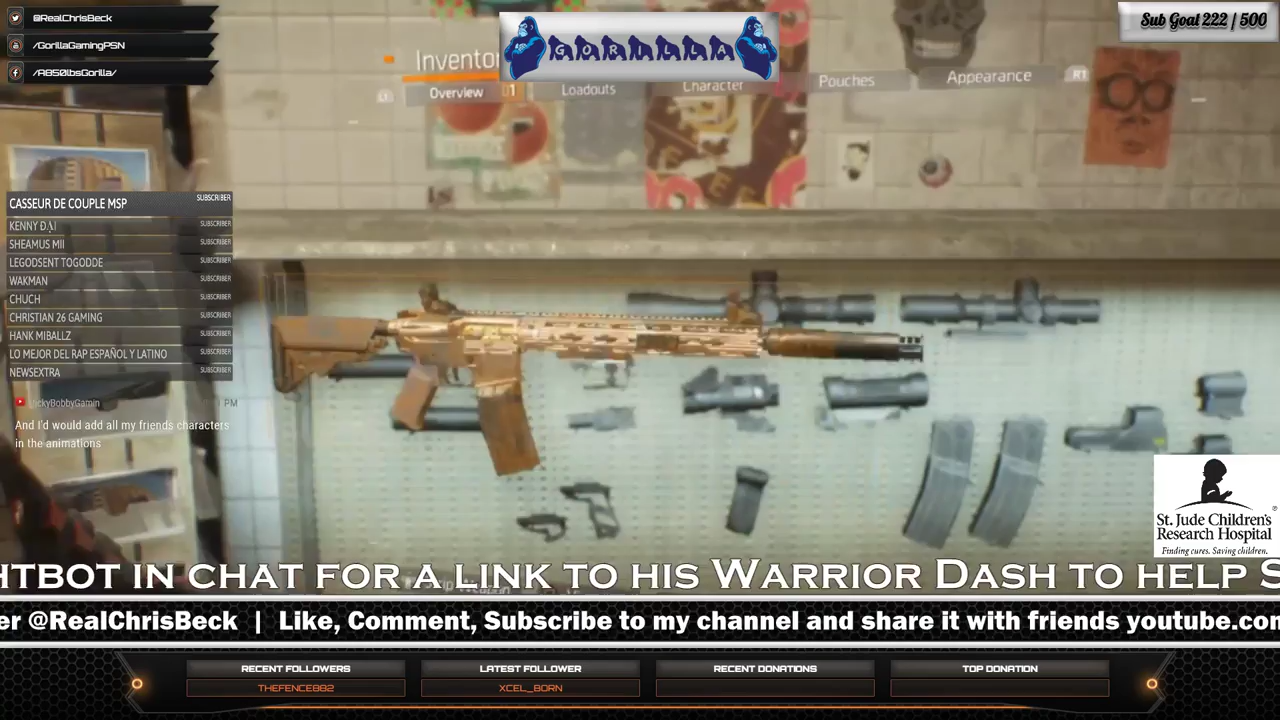 @RealChrisBeck
/GorillaGamingPSN
/A850lbsGorilla/
GORILLA
Sub Goal 222 / 500
L1
Overview
Loadouts
Character
Pouches
Appearance
R1
CASSEUR DE COUPLE MSP SUBSCRIBER
KENNY ĐẠI SUBSCRIBER
SHEAMUS MII SUBSCRIBER
LEGODSENT TOGODDE SUBSCRIBER
WAKMAN SUBSCRIBER
CHUCH SUBSCRIBER
CHRISTIAN 26 GAMING SUBSCRIBER
HANK MIBALLZ SUBSCRIBER
LO MEJOR DEL RAP ESPAÑOL Y LATINO SUBSCRIBER
NEWSEXTRA SUBSCRIBER
PM
And I'd would add all my friends characters
in the animations
St. Jude Children's
Research Hospital
Finding cures. Saving children.
HTBOT IN CHAT FOR A LINK TO HIS WARRIOR DASH TO HELP S
er @RealChrisBeck | Like, Comment, Subscribe to my channel and share it with friends youtube.con
RECENT FOLLOWERS
LATEST FOLLOWER
RECENT DONATIONS
TOP DONATION
THEFENCE882
XCEL_BORN